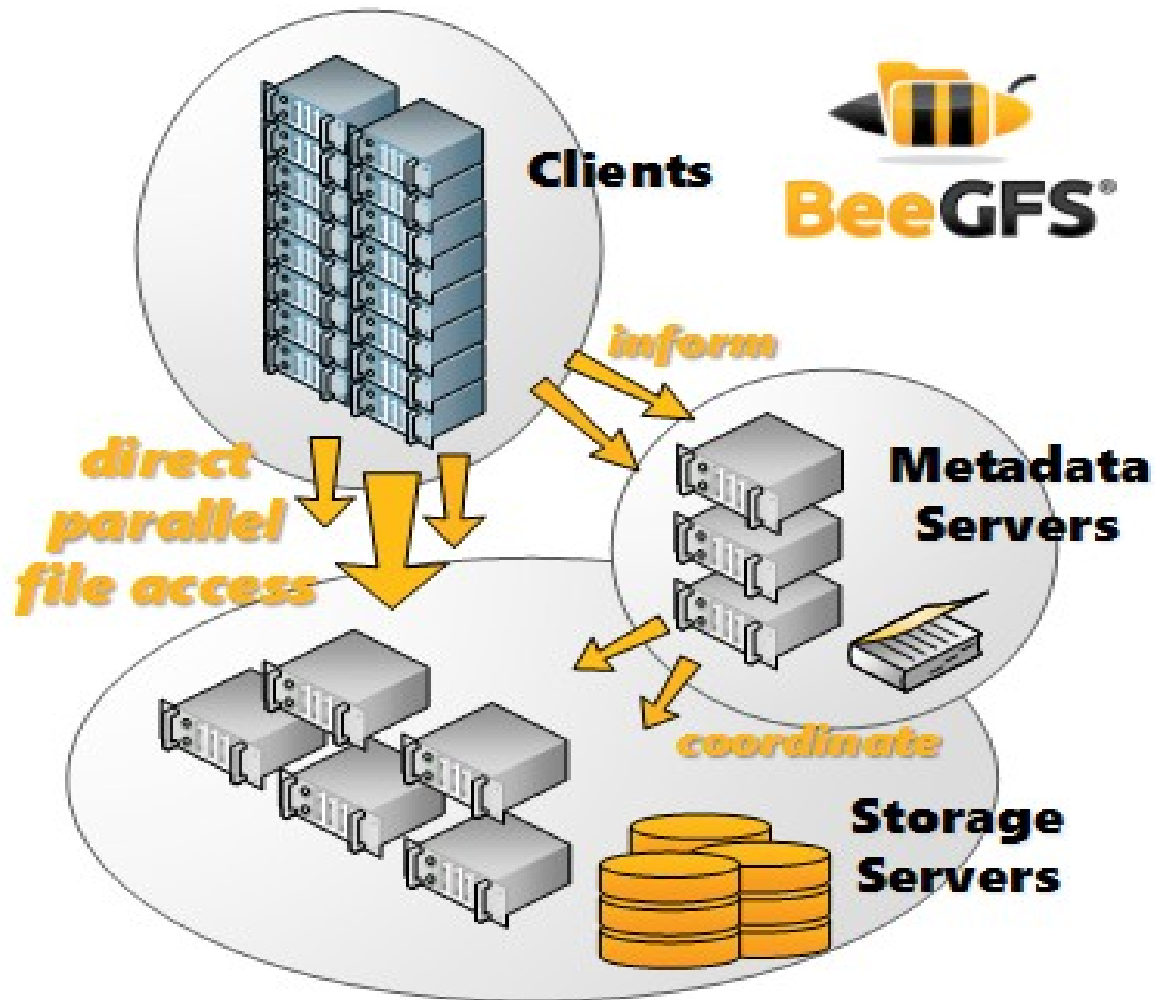 Clients
BeeGFS®
inform
direct
parallel
file access
Metadata
Servers
coordinate
Storage
Servers